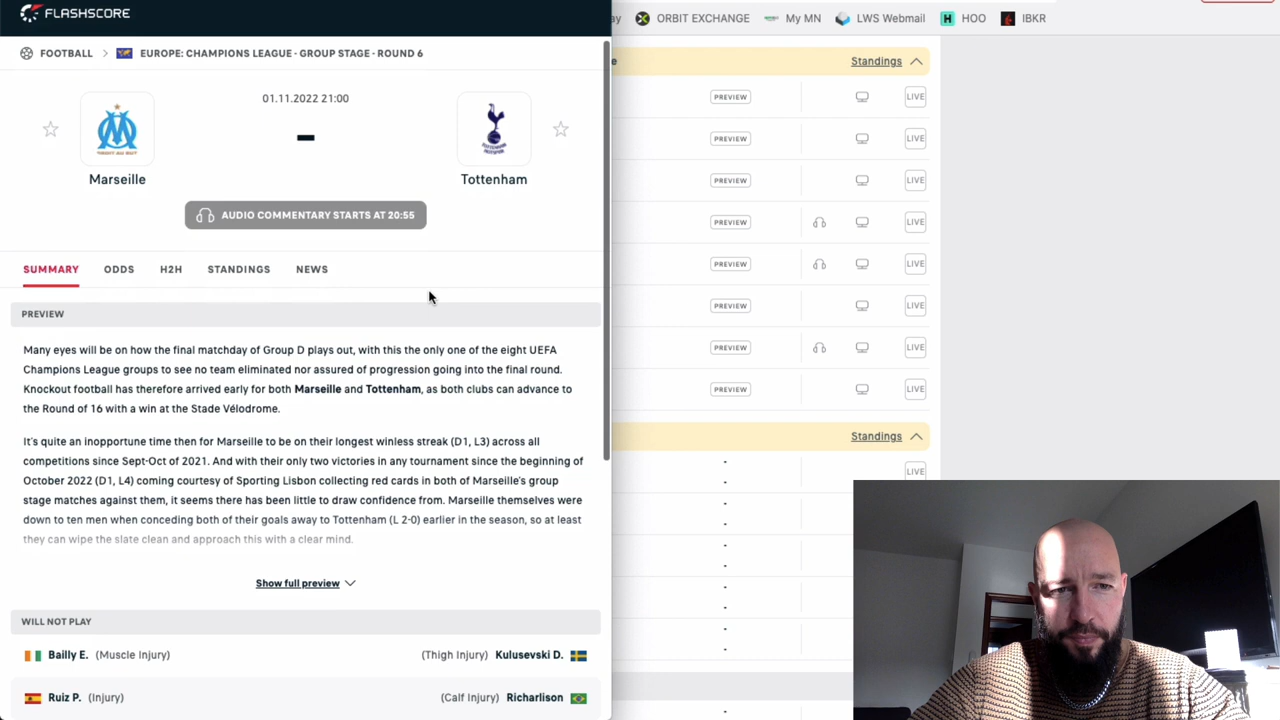 FLASHSCORE
ay ORBIT EXCHANGE My MN LWS Webmail H HOO IBKR
FOOTBALL > EUROPE: CHAMPIONS LEAGUE - GROUP STAGE - ROUND 6
01.11.2022 21:00
-
Marseille
Tottenham
AUDIO COMMENTARY STARTS AT 20:55
SUMMARY ODDS H2H STANDINGS NEWS
PREVIEW
Many eyes will be on how the final matchday of Group D plays out, with this the only one of the eight UEFA
Champions League groups to see no team eliminated nor assured of progression going into the final round.
Knockout football has therefore arrived early for both Marseille and Tottenham, as both clubs can advance to
the Round of 16 with a win at the Stade Vélodrome.
It's quite an inopportune time then for Marseille to be on their longest winless streak (D1, L3) across all
competitions since Sept-Oct of 2021. And with their only two victories in any tournament since the beginning of
October 2022 (D1, L4) coming courtesy of Sporting Lisbon collecting red cards in both of Marseille's group
stage matches against them, it seems there has been little to draw confidence from. Marseille themselves were
down to ten men when conceding both of their goals away to Tottenham (L 2-0) earlier in the season, so at least
they can wipe the slate clean and approach this with a clear mind.
Show full preview
WILL NOT PLAY
Bailly E. (Muscle Injury) (Thigh Injury) Kulusevski D.
Ruiz P. (Injury) (Calf Injury) Richarlison
e Standings
PREVIEW LIVE
PREVIEW LIVE
PREVIEW LIVE
PREVIEW LIVE
PREVIEW LIVE
PREVIEW LIVE
PREVIEW LIVE
PREVIEW LIVE
Standings
- LIVE
-
-
-
-
-
-
-
-
-
-